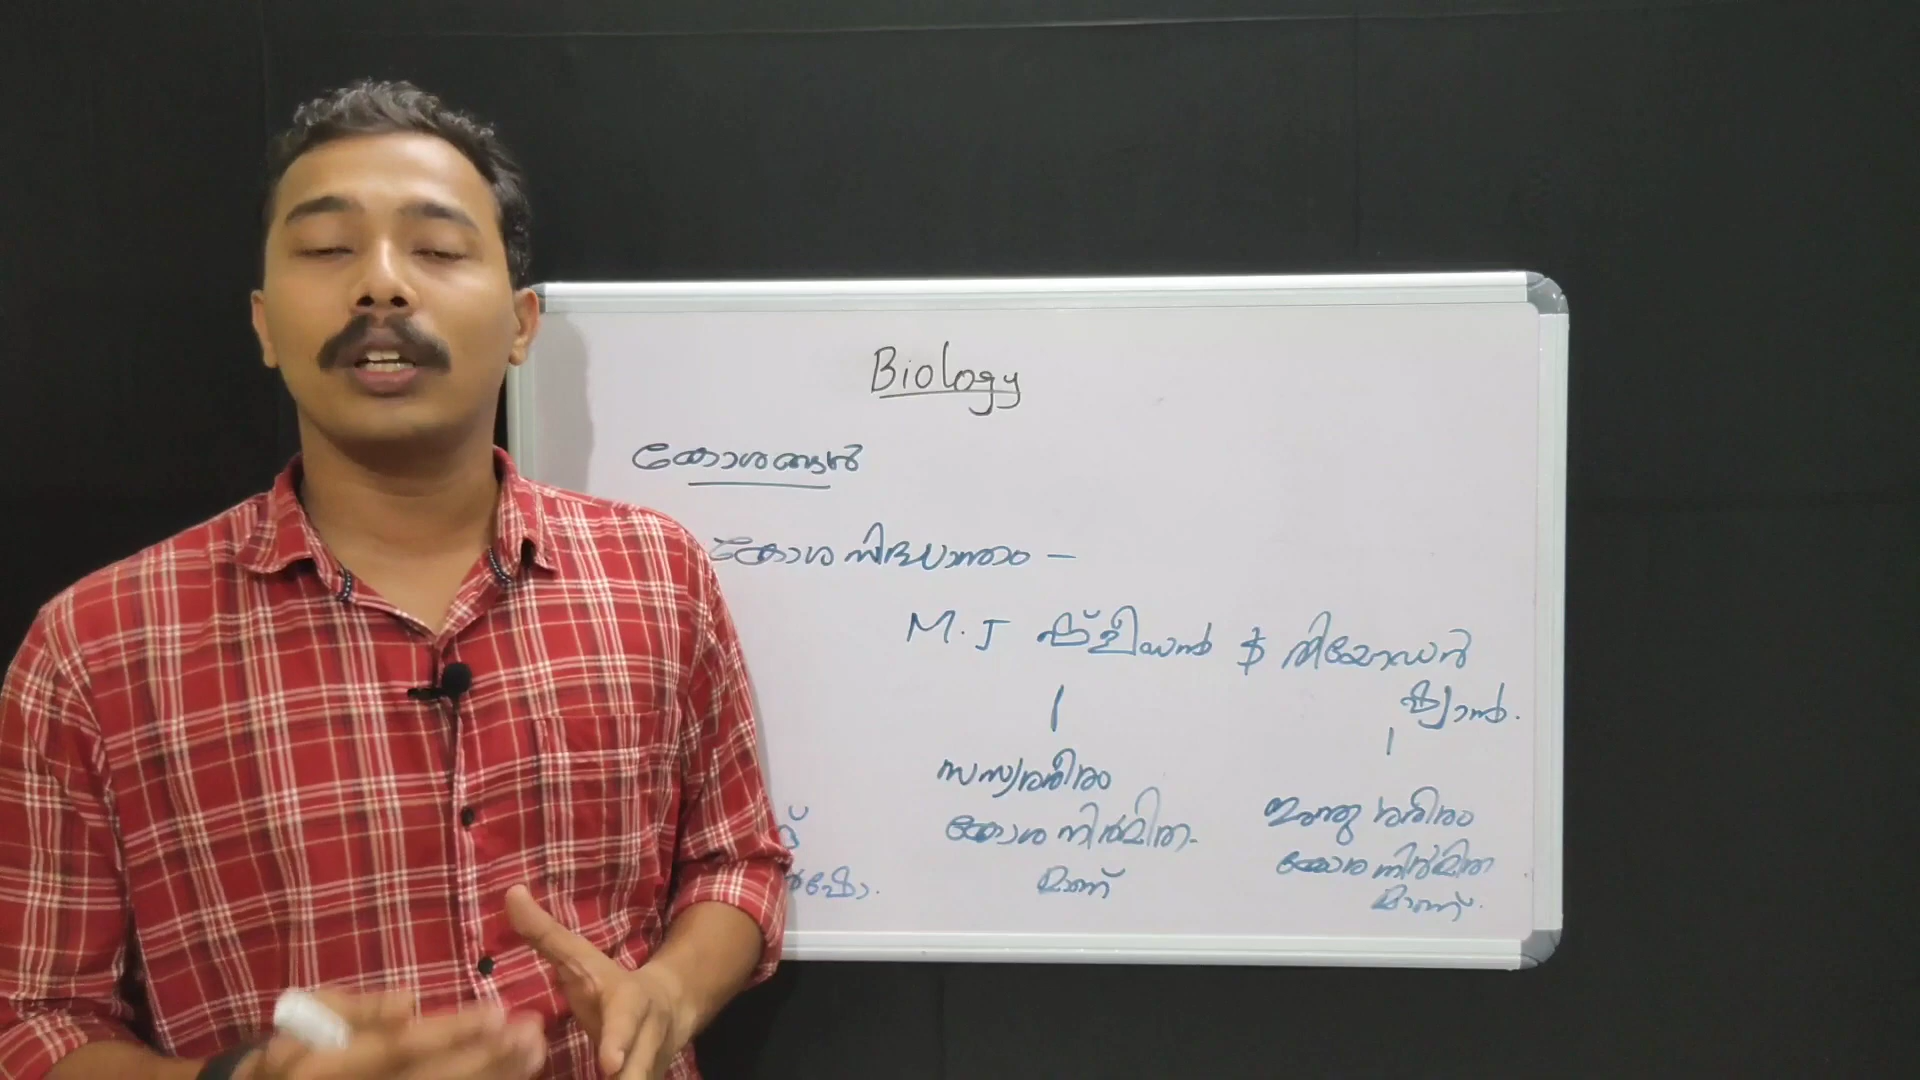 Biology
കോശങ്ങൾ
കോശ സിദ്ധാന്തം —
M.J ഷ്ളീഡൻ & തിയോഡർ
ഷ്വാൻ.
സസ്യശരീരം
കോശ നിർമ്മിത-
മാണ്
ജന്തു ശരീരം
കോശ നിർമ്മിത
മാണ്.